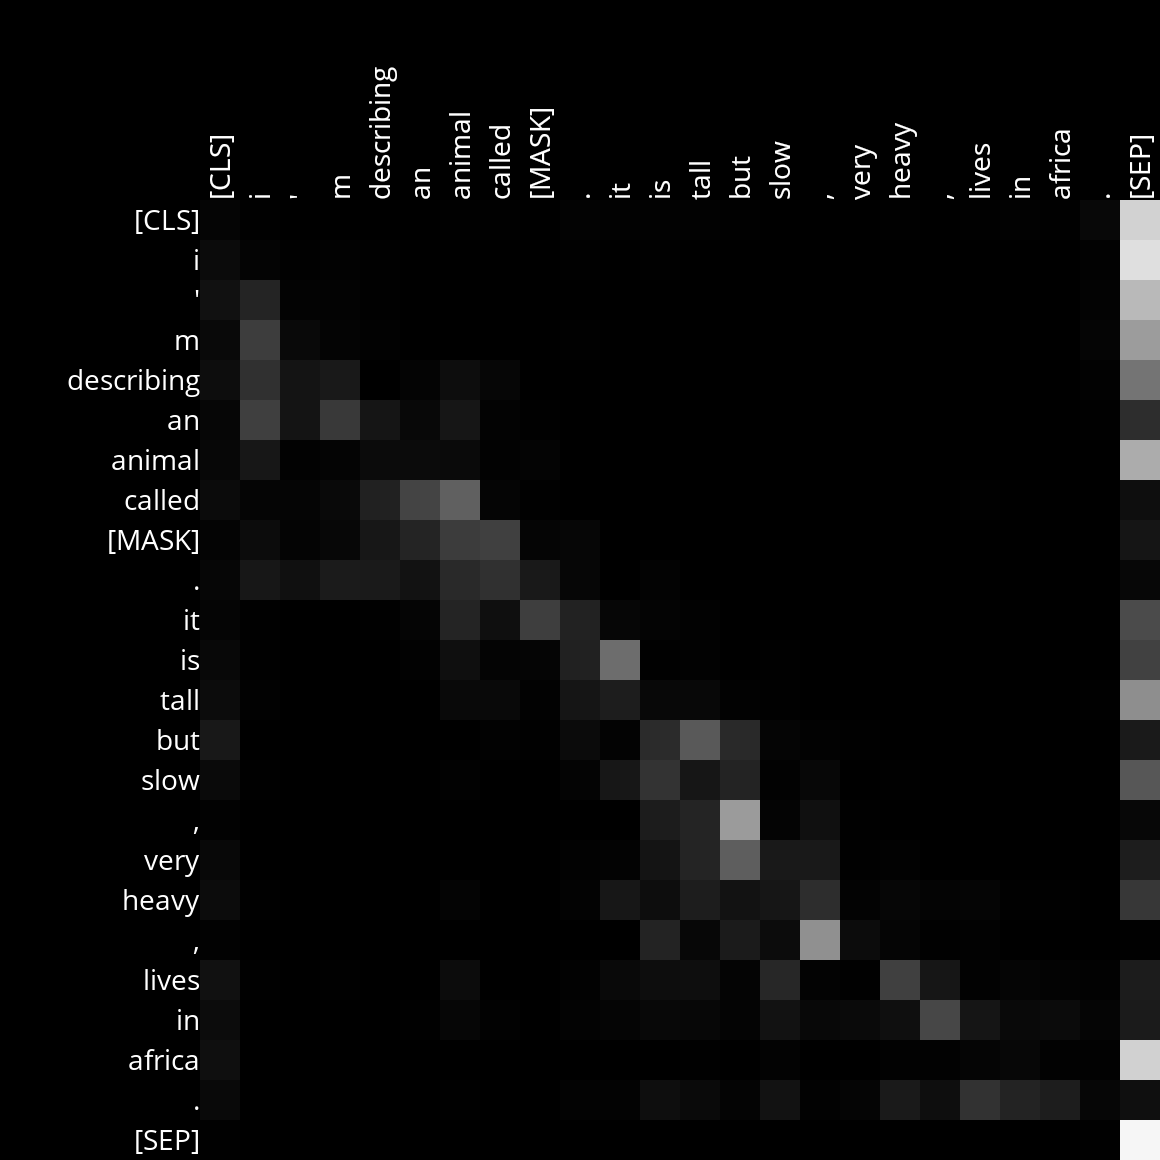 [CLS] i ' m describing an animal called [MASK] . it is tall but slow , very heavy , lives in africa . [SEP]
[CLS]
i
'
m
describing
an
animal
called
[MASK]
.
it
is
tall
but
slow
,
very
heavy
,
lives
in
africa
.
[SEP]